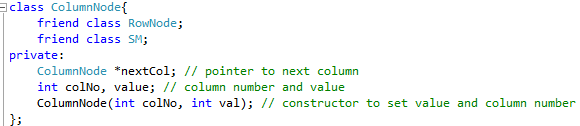 class ColumnNode{
    friend class RowNode;
    friend class SM;
private:
    ColumnNode *nextCol; // pointer to next column
    int colNo, value; // column number and value
    ColumnNode(int colNo, int val); // constructor to set value and column number
};